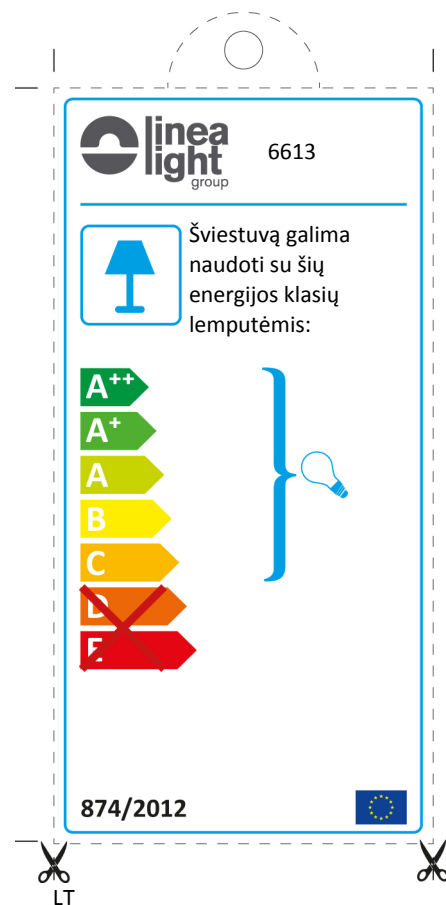 linea
light
group
6613
Šviestuvą galima
naudoti su šių
energijos klasių
lemputėmis:
A++
A+
A
B
C
D
E
874/2012
LT